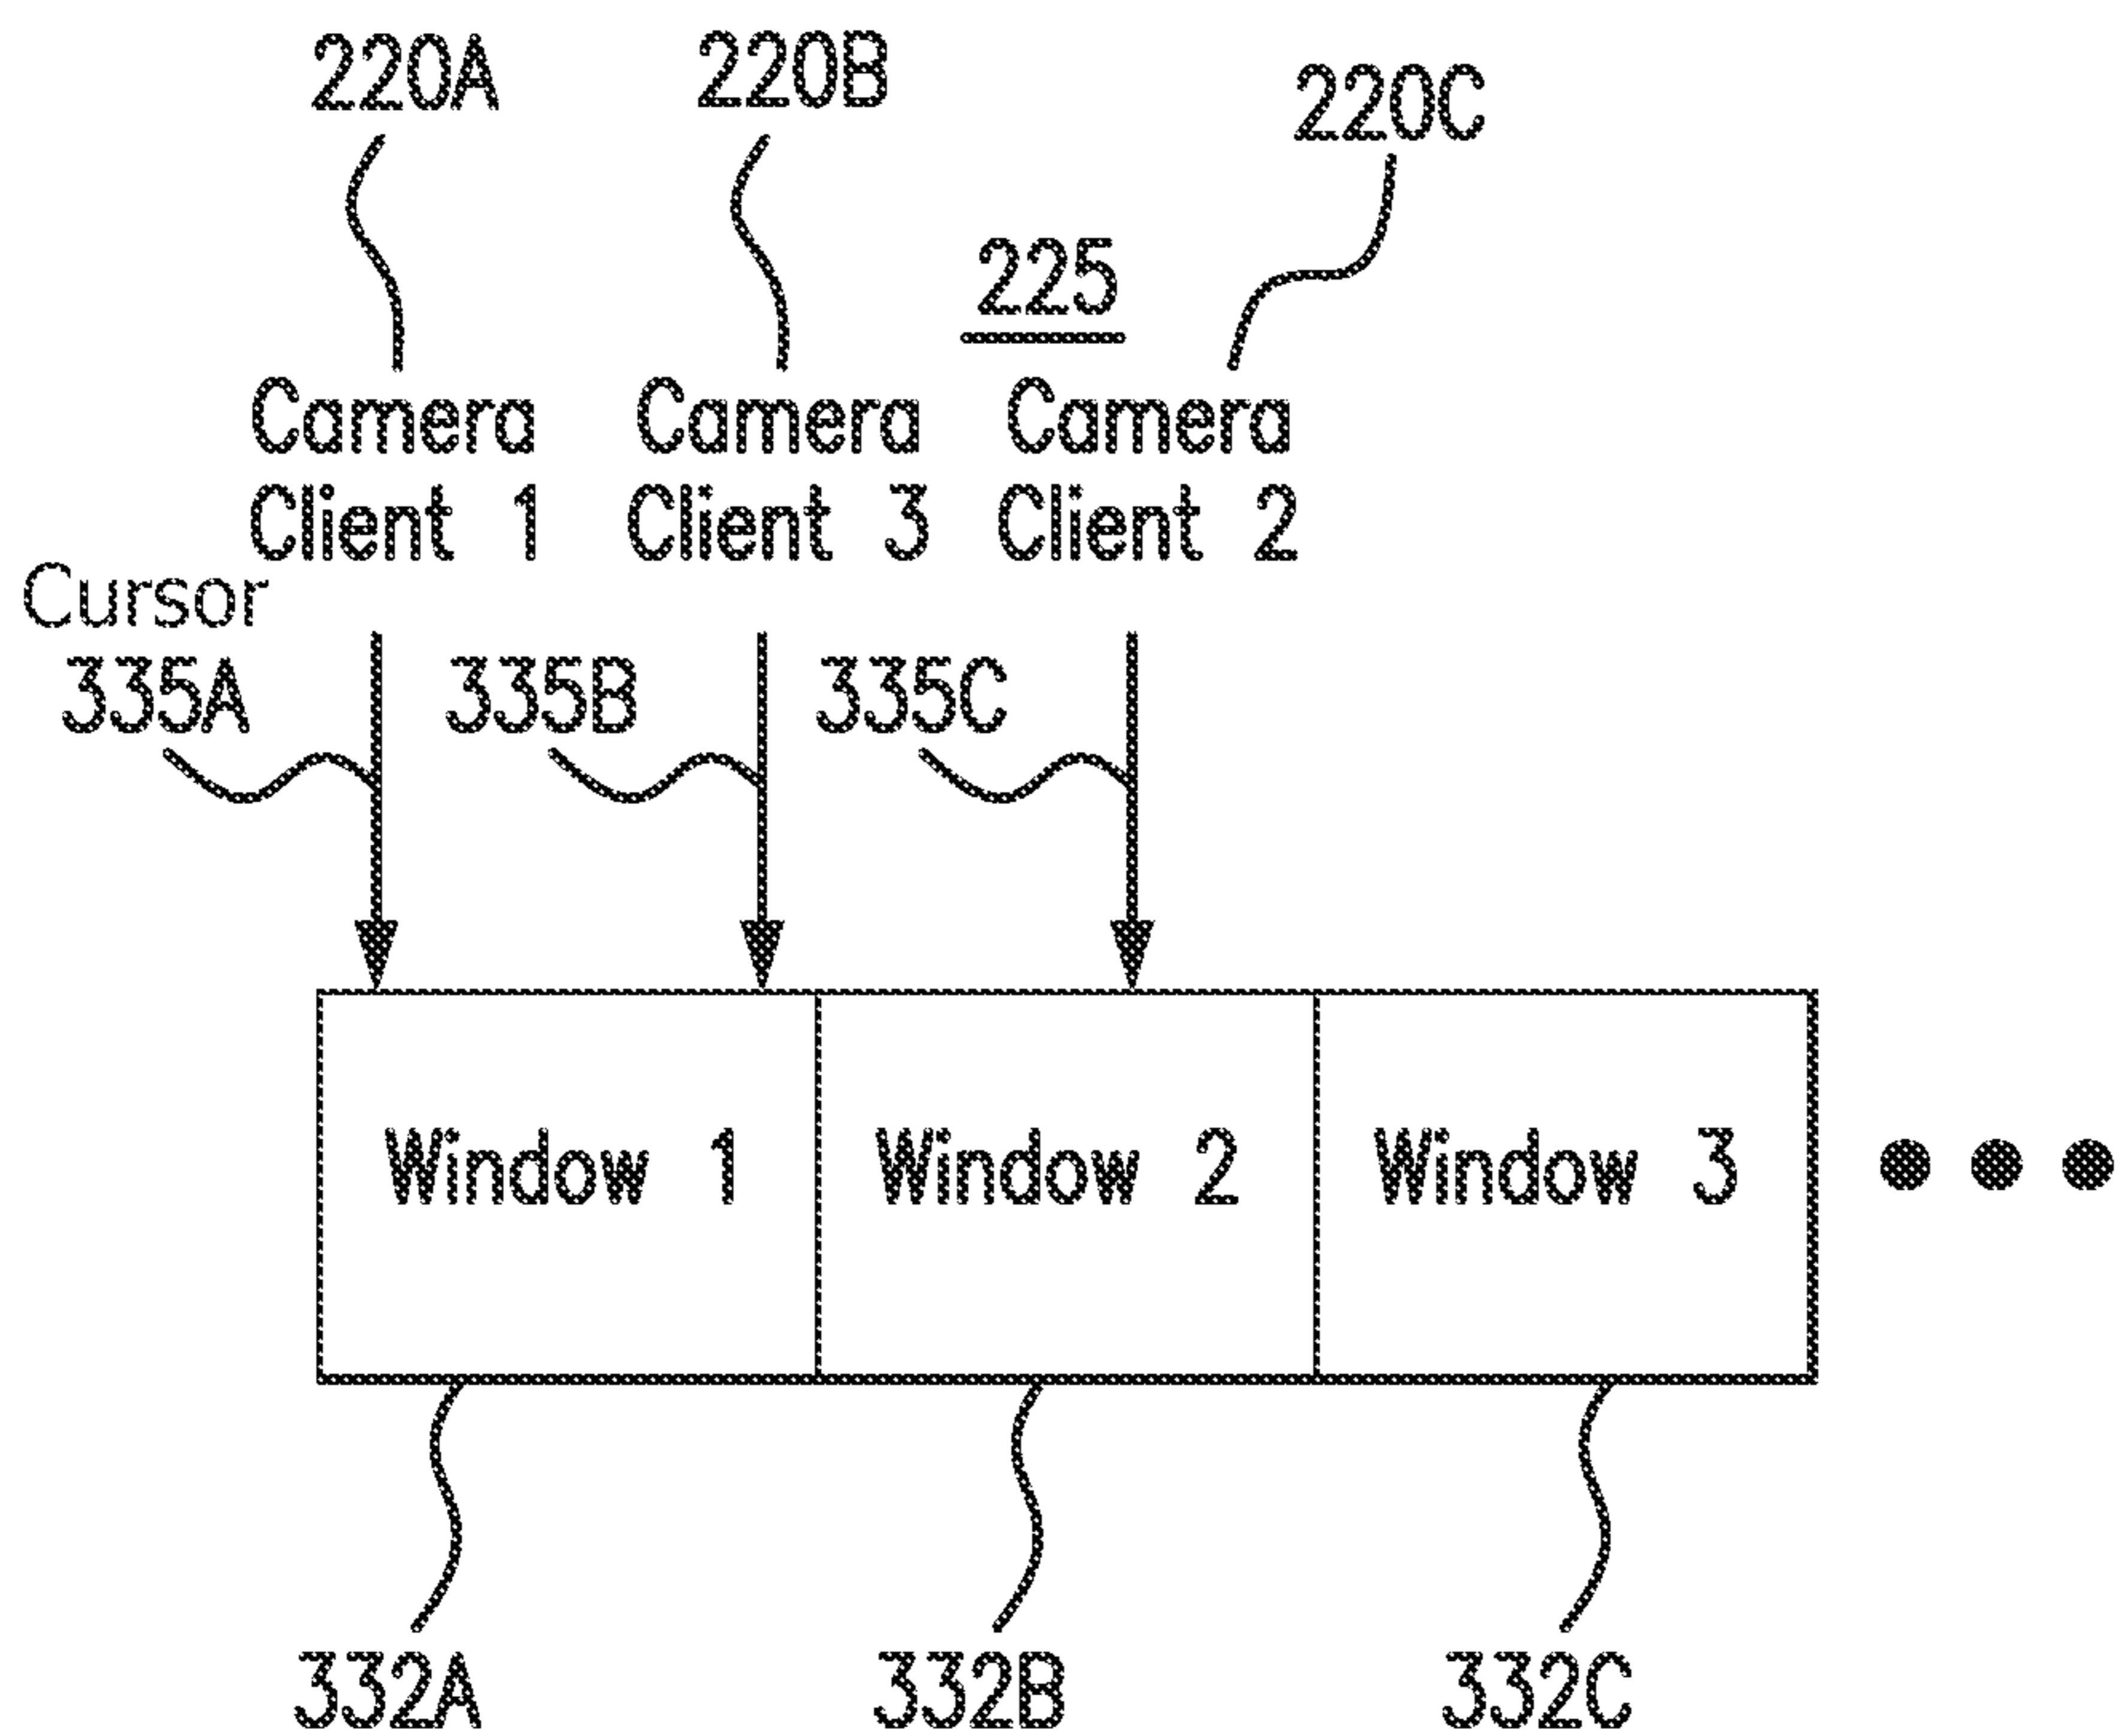 220A 220B 220C
225
Camera Camera Camera
Client 1 Client 3 Client 2
Cursor
335A 335B 335C
Window 1 Window 2 Window 3
332A 332B 332C